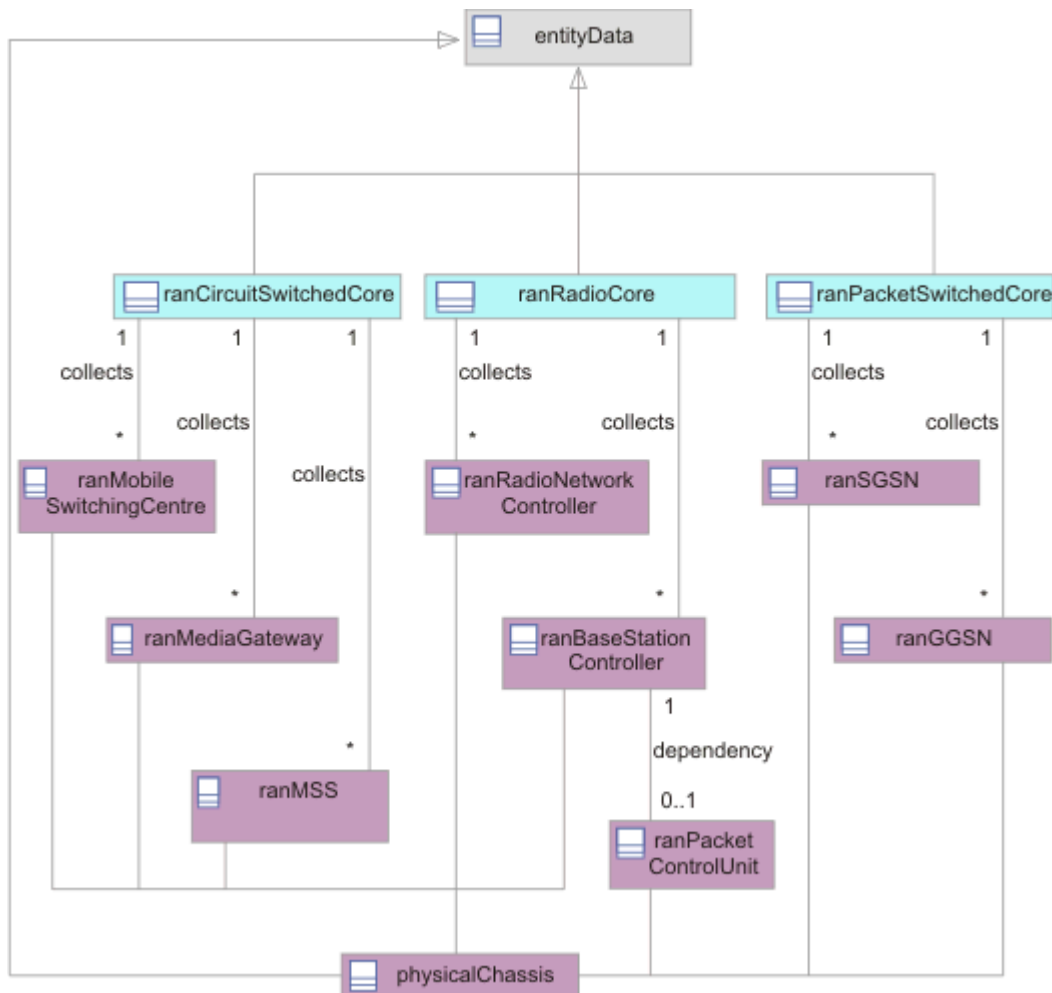 entityData
ranCircuitSwitchedCore
ranRadioCore
ranPacketSwitchedCore
1
1
1
1
1
1
1
collects
collects
collects
collects
collects
collects
collects
*
*
*
ranMobile
SwitchingCentre
ranRadioNetwork
Controller
ranSGSN
*
*
*
ranMediaGateway
ranBaseStation
Controller
ranGGSN
1
dependency
*
0..1
ranMSS
ranPacket
ControlUnit
physicalChassis